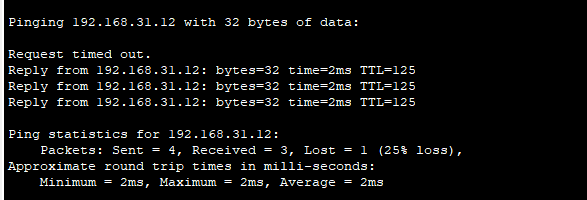 Pinging 192.168.31.12 with 32 bytes of data:
Request timed out.
Reply from 192.168.31.12: bytes=32 time=2ms TTL=125
Reply from 192.168.31.12: bytes=32 time=2ms TTL=125
Reply from 192.168.31.12: bytes=32 time=2ms TTL=125
Ping statistics for 192.168.31.12:
Packets: Sent = 4, Received = 3, Lost = 1 (25% loss),
Approximate round trip times in milli-seconds:
Minimum = 2ms, Maximum = 2ms, Average = 2ms